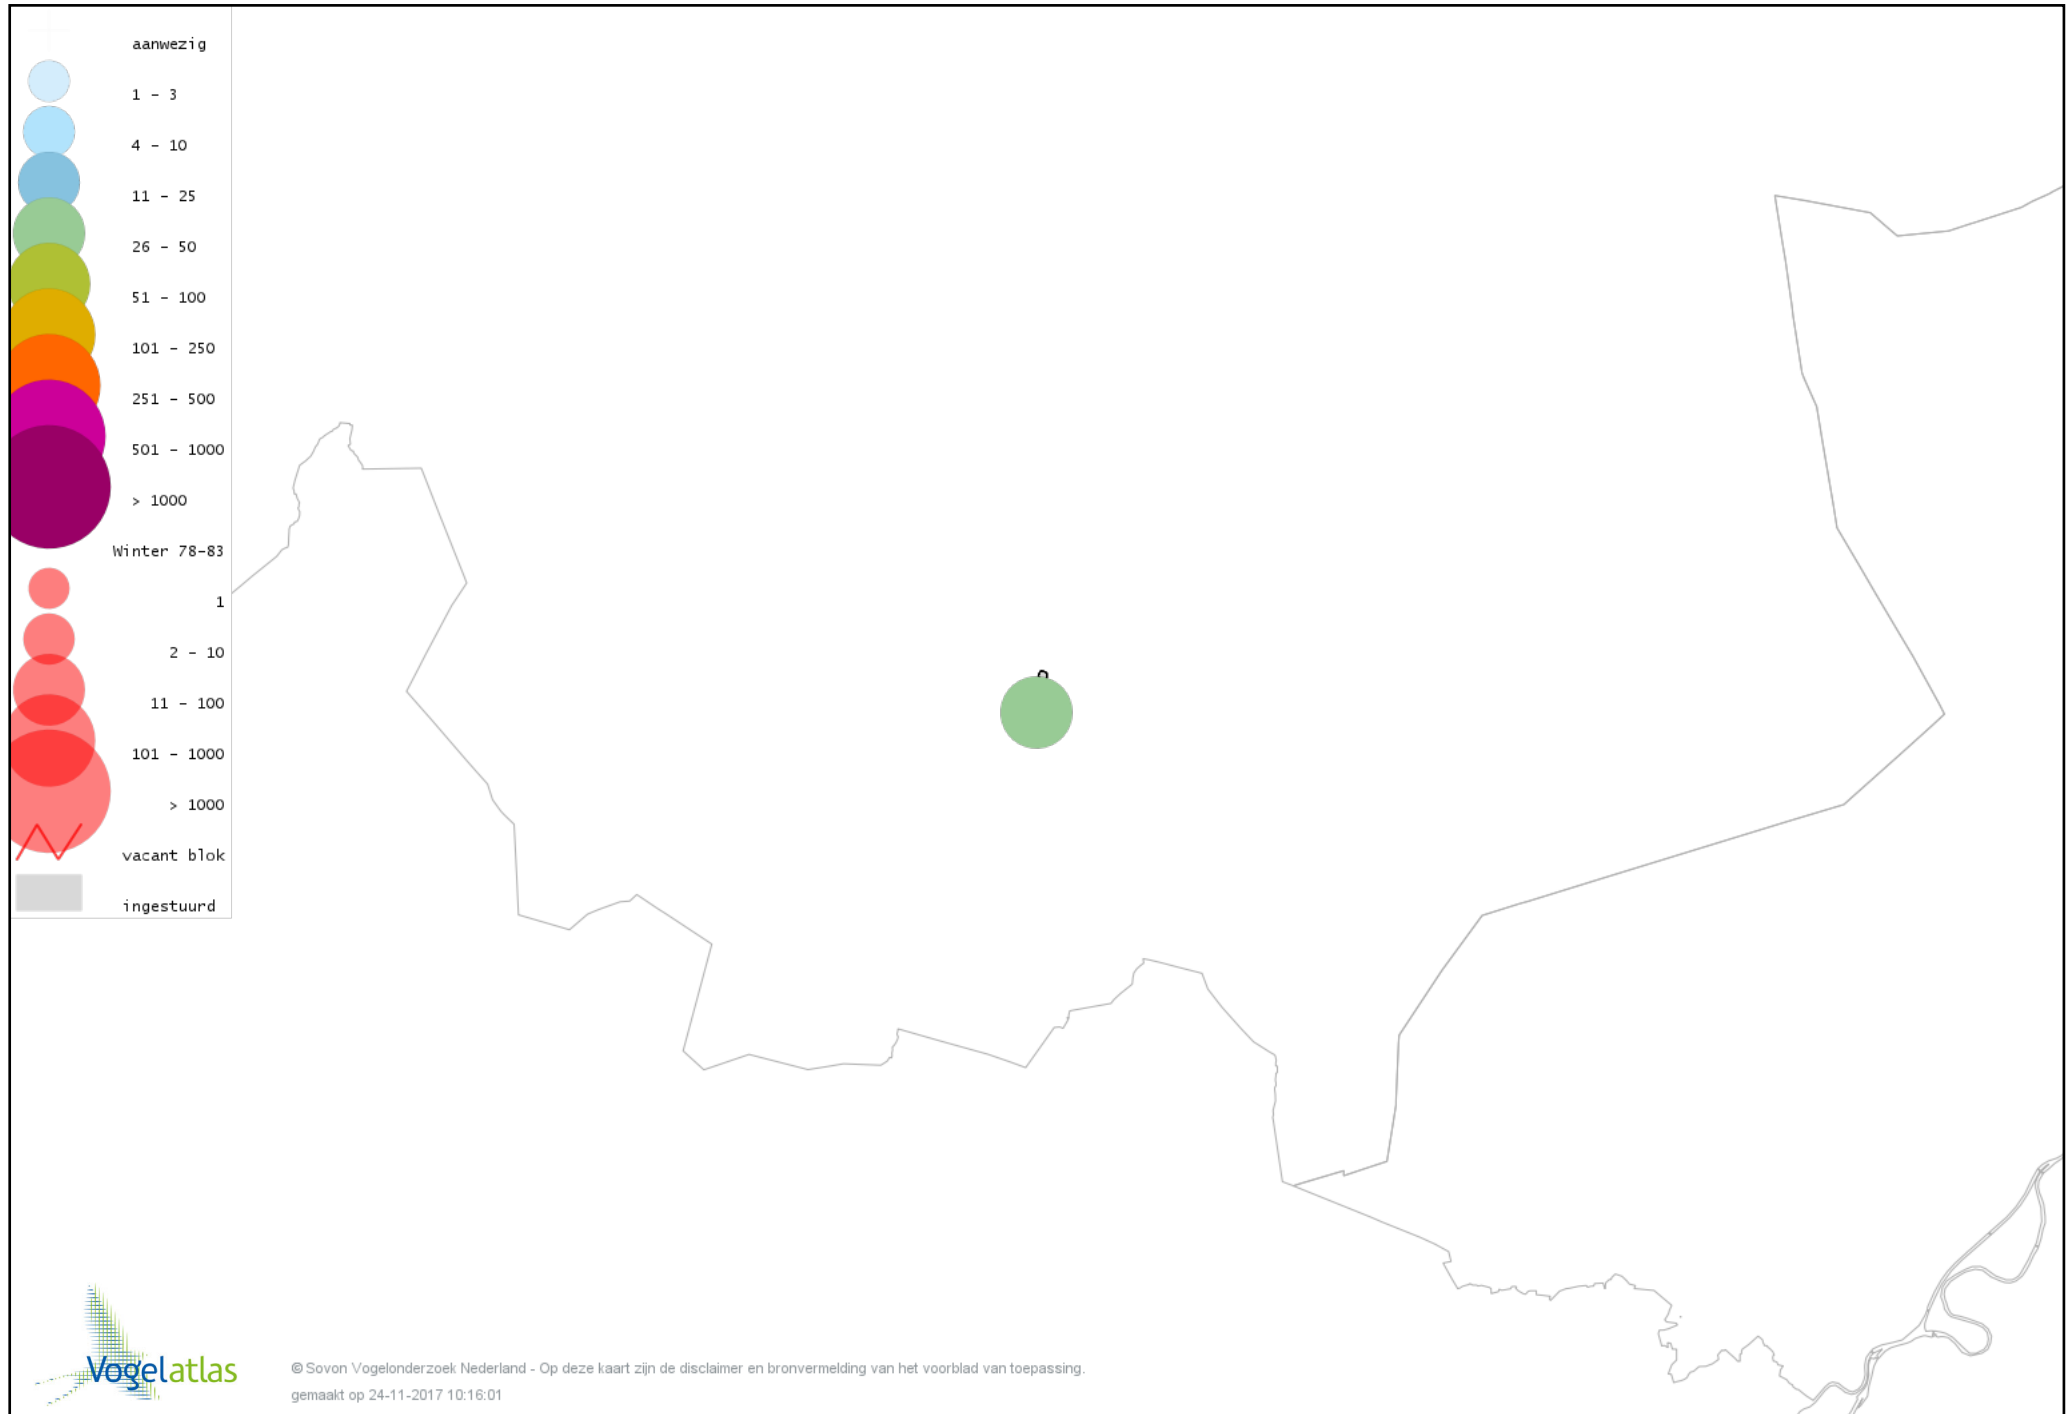 aanwezig
1 - 3
4 - 10
11 - 25
26 - 50
51 - 100
101 - 250
251 - 500
501 - 1000
> 1000
Winter 78-83
1
2 - 10
11 - 100
101 - 1000
> 1000
vacant blok
ingestuurd
Vogelatlas
© Sovon Vogelonderzoek Nederland - Op deze kaart zijn de disclaimer en bronvermelding van het voorblad van toepassing.
gemaakt op 24-11-2017 10:16:01